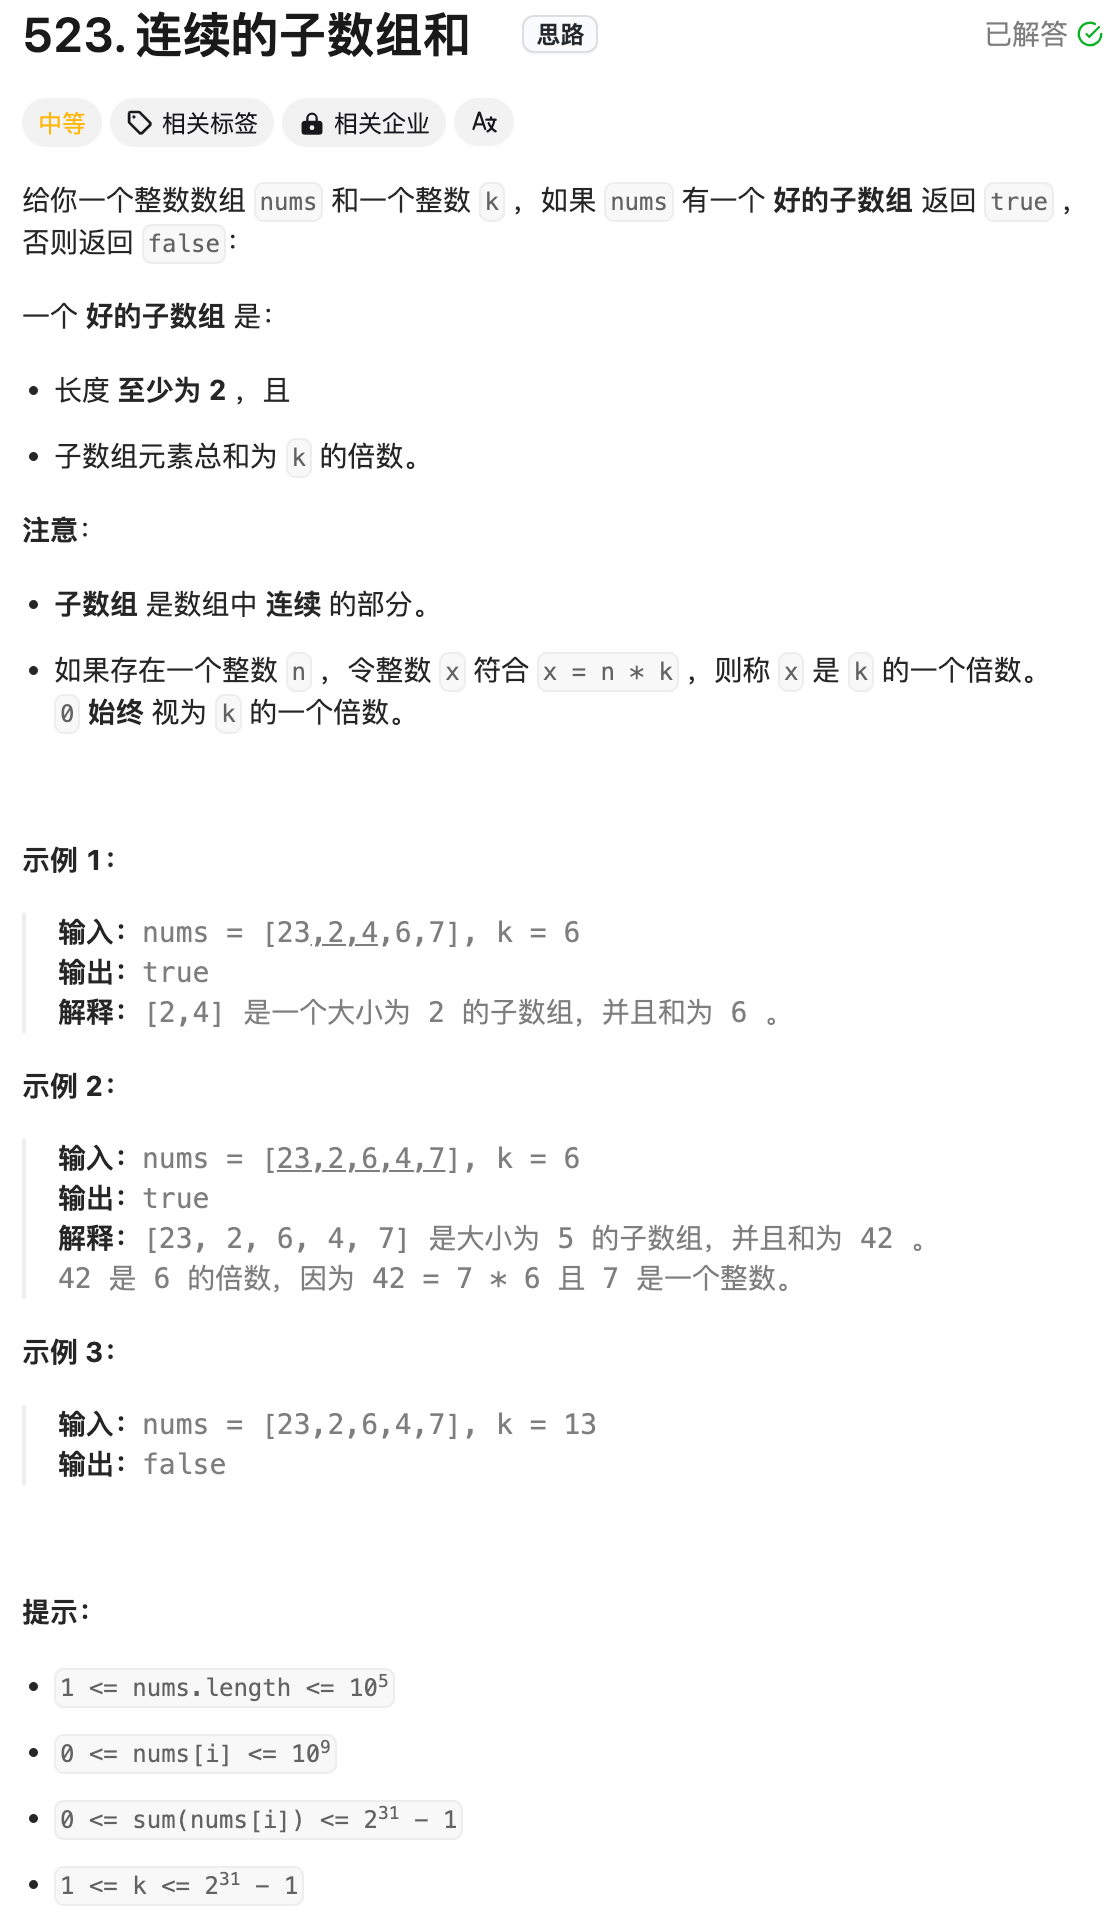 523. 连续的子数组和 思路 已解答
中等 相关标签 相关企业 A文
给你一个整数数组 nums 和一个整数 k ，如果 nums 有一个 好的子数组 返回 true ，
否则返回 false：
一个 好的子数组 是：
• 长度 至少为 2 ，且
• 子数组元素总和为 k 的倍数。
注意：
• 子数组 是数组中 连续 的部分。
• 如果存在一个整数 n ，令整数 x 符合 x = n * k ，则称 x 是 k 的一个倍数。
0 始终 视为 k 的一个倍数。
示例 1：
输入：nums = [23,2,4,6,7], k = 6
输出：true
解释：[2,4] 是一个大小为 2 的子数组，并且和为 6 。
示例 2：
输入：nums = [23,2,6,4,7], k = 6
输出：true
解释：[23, 2, 6, 4, 7] 是大小为 5 的子数组，并且和为 42 。
42 是 6 的倍数，因为 42 = 7 * 6 且 7 是一个整数。
示例 3：
输入：nums = [23,2,6,4,7], k = 13
输出：false
提示：
• 1 <= nums.length <= 10⁵
• 0 <= nums[i] <= 10⁹
• 0 <= sum(nums[i]) <= 2³¹ - 1
• 1 <= k <= 2³¹ - 1